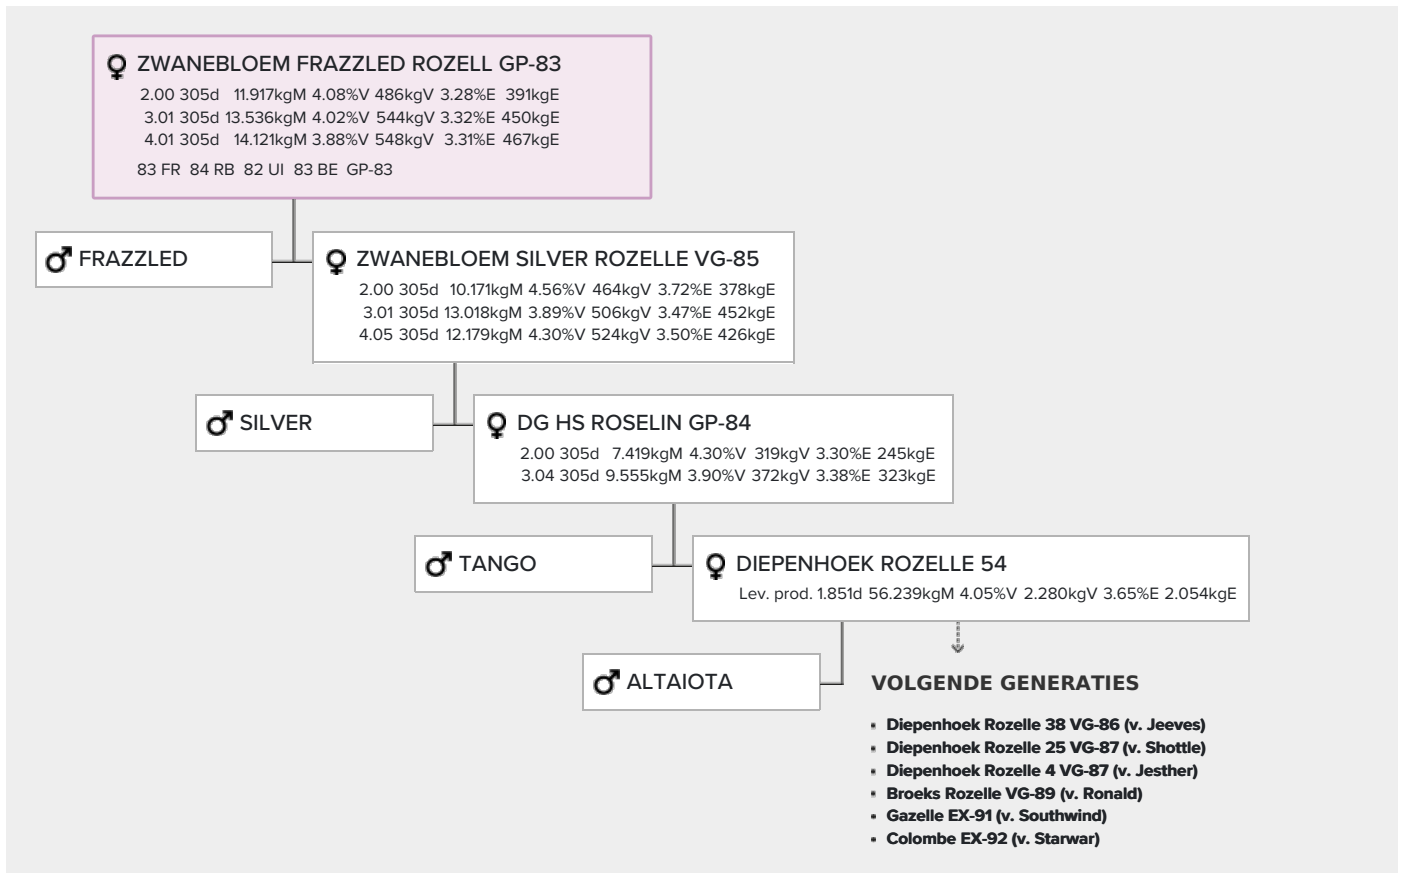 ZWANEBLOEM FRAZZLED ROZELL GP-83
2.00 305d 11.917kgM 4.08%V 486kgV 3.28%E 391kgE
3.01 305d 13.536kgM 4.02%V 544kgV 3.32%E 450kgE
4.01 305d 14.121kgM 3.88%V 548kgV 3.31%E 467kgE
83 FR 84 RB 82 UI 83 BE GP-83
FRAZZLED
ZWANEBLOEM SILVER ROZELLE VG-85
2.00 305d 10.171kgM 4.56%V 464kgV 3.72%E 378kgE
3.01 305d 13.018kgM 3.89%V 506kgV 3.47%E 452kgE
4.05 305d 12.179kgM 4.30%V 524kgV 3.50%E 426kgE
SILVER
DG HS ROSELIN GP-84
2.00 305d 7.419kgM 4.30%V 319kgV 3.30%E 245kgE
3.04 305d 9.555kgM 3.90%V 372kgV 3.38%E 323kgE
TANGO
DIEPENHOEK ROZELLE 54
Lev. prod. 1.851d 56.239kgM 4.05%V 2.280kgV 3.65%E 2.054kgE
ALTAIOTA
VOLGENDE GENERATIES
▪ Diepenhoek Rozelle 38 VG-86 (v. Jeeves)
▪ Diepenhoek Rozelle 25 VG-87 (v. Shottle)
▪ Diepenhoek Rozelle 4 VG-87 (v. Jesther)
▪ Broeks Rozelle VG-89 (v. Ronald)
▪ Gazelle EX-91 (v. Southwind)
▪ Colombe EX-92 (v. Starwar)